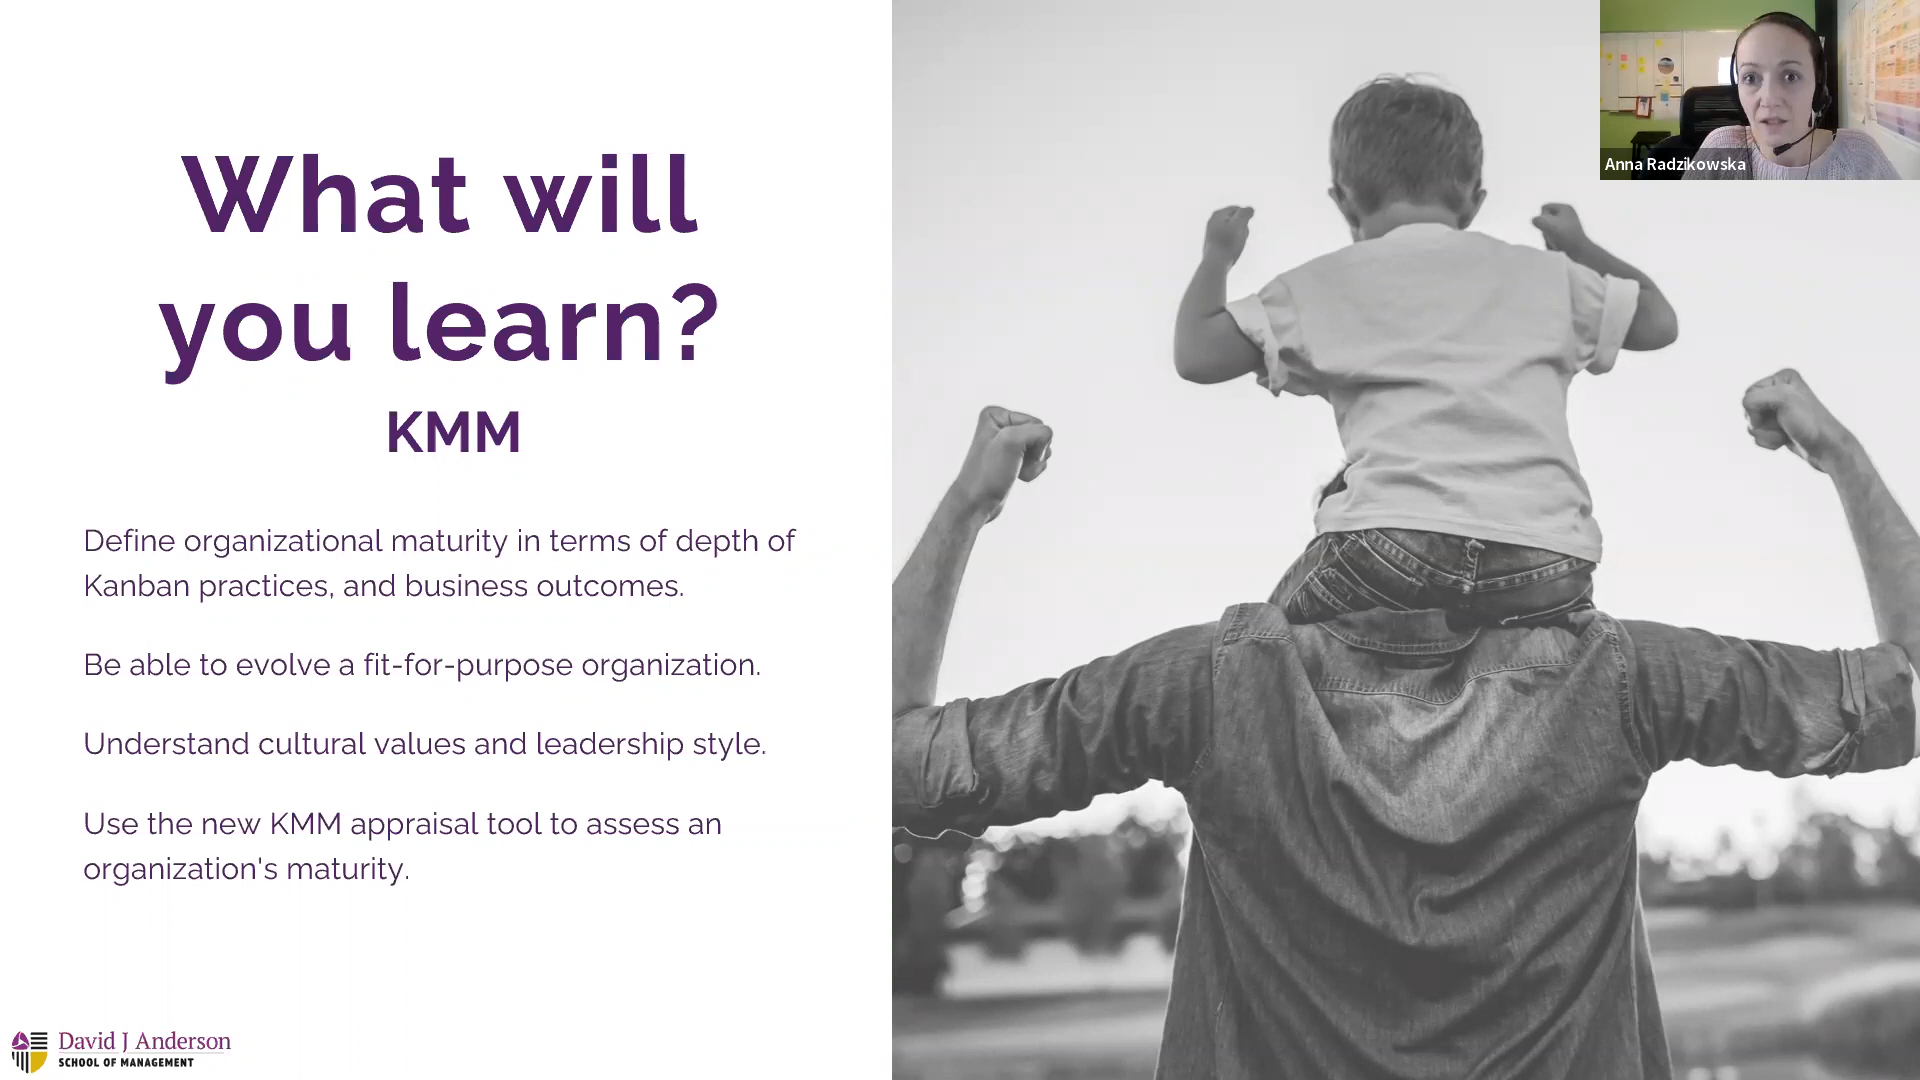 What will
you learn?
KMM
Define organizational maturity in terms of depth of
Kanban practices, and business outcomes.
Be able to evolve a fit-for-purpose organization.
Understand cultural values and leadership style.
Use the new KMM appraisal tool to assess an
organization's maturity.
David J Anderson
SCHOOL OF MANAGEMENT
Anna Radzikowska